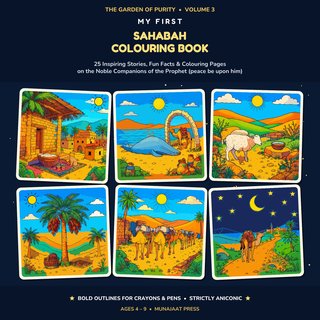 THE GARDEN OF PURITY • VOLUME 3
MY FIRST
SAHABAH
COLOURING BOOK
25 Inspiring Stories, Fun Facts & Colouring Pages
on the Noble Companions of the Prophet (peace be upon him)
★ BOLD OUTLINES FOR CRAYONS & PENS • STRICTLY ANICONIC ★
AGES 4 - 9 • MUNAJAAT PRESS